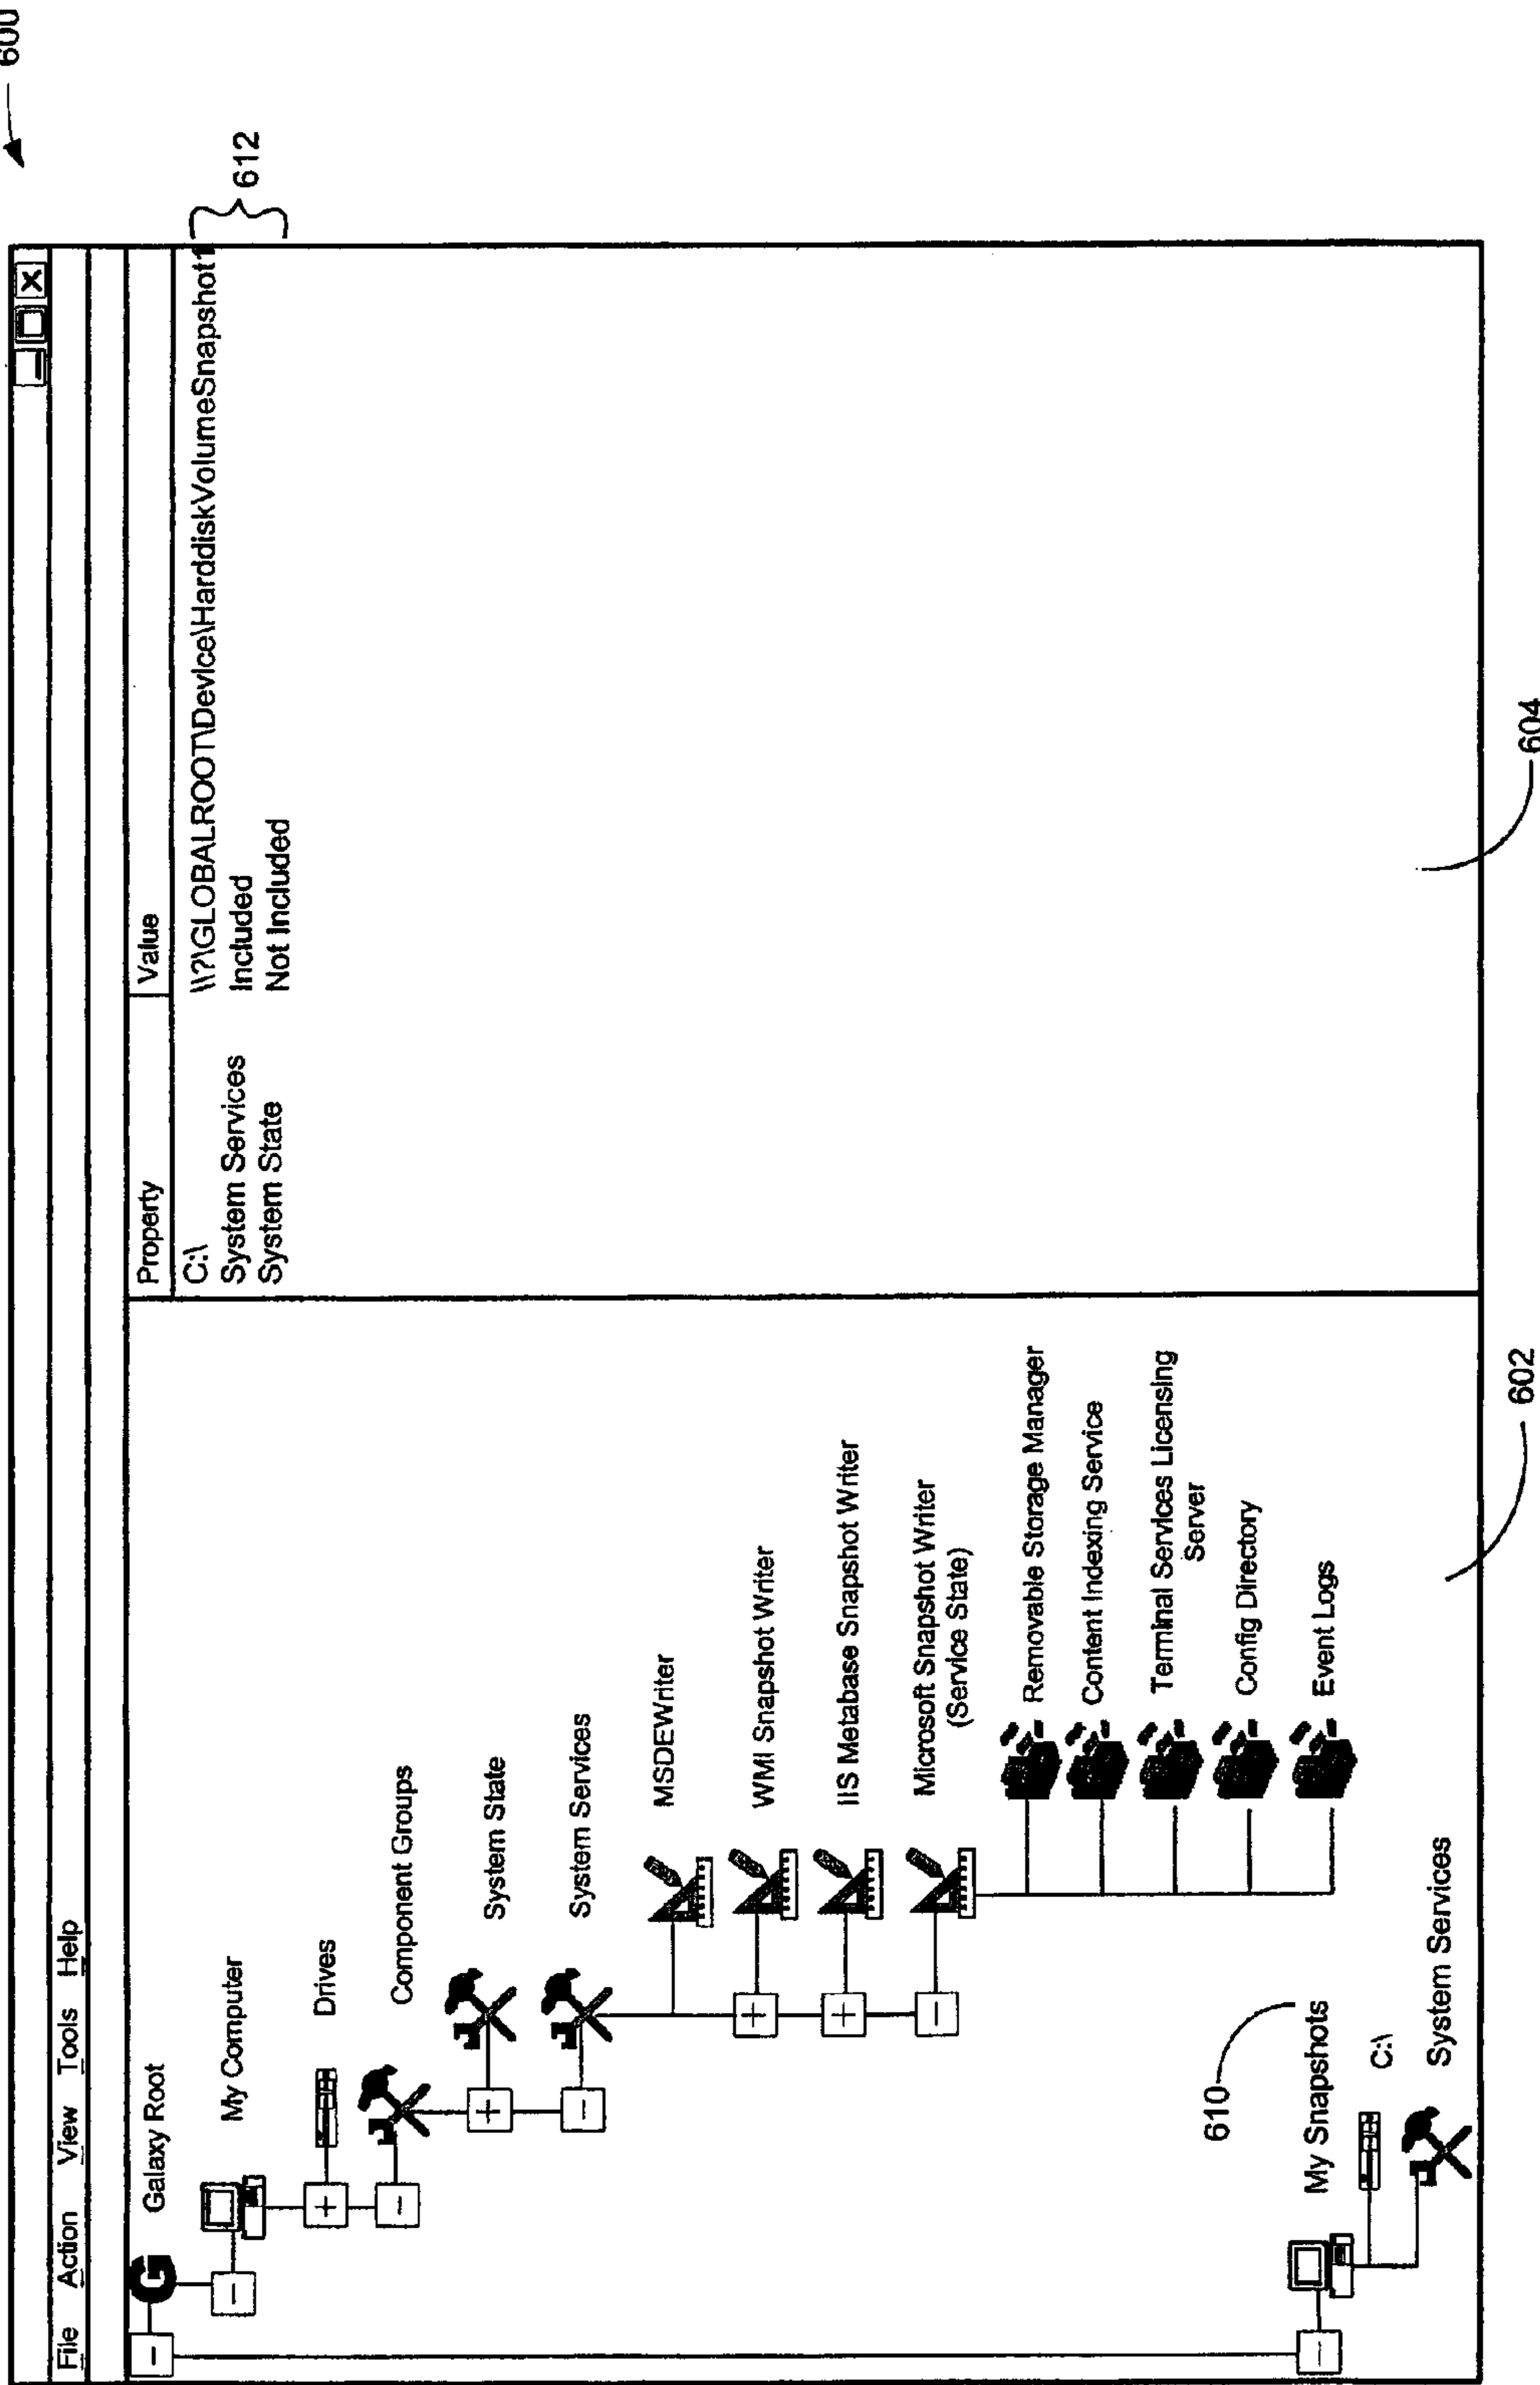 600
File Action View Tools Help
Galaxy Root
My Computer
Drives
Component Groups
System State
System Services
MSDEWriter
WMI Snapshot Writer
IIS Metabase Snapshot Writer
Microsoft Snapshot Writer
(Service State)
Removable Storage Manager
Content Indexing Service
Terminal Services Licensing
Server
Config Directory
Event Logs
610
My Snapshots
C:\
System Services
602
Property Value
C:\ \\?\GLOBALROOT\Device\HarddiskVolumeSnapshot1
System Services Included
System State Not Included
612
604